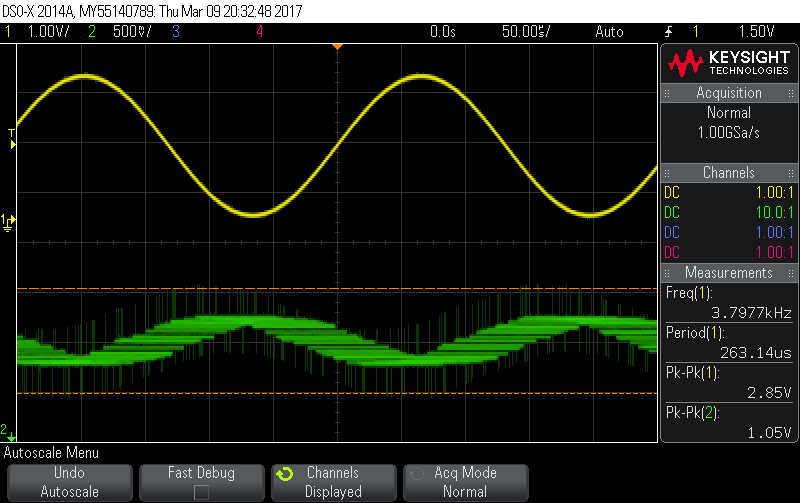 DSO-X 2014A, MY55140789: Thu Mar 09 20:32:48 2017
1 1.00V/ 2 500mV/ 3 4 0.0s 50.00us/ Auto 1 1.50V
KEYSIGHT
TECHNOLOGIES
Acquisition
Normal
1.00GSa/s
Channels
DC 1.00:1
DC 10.0:1
DC 1.00:1
DC 1.00:1
Measurements
Freq(1):
3.7977kHz
Period(1):
263.14us
Pk-Pk(1):
2.85V
Pk-Pk(2):
1.05V
T
1
2
Autoscale Menu
Undo
Autoscale
Fast Debug
Channels
Displayed
Acq Mode
Normal